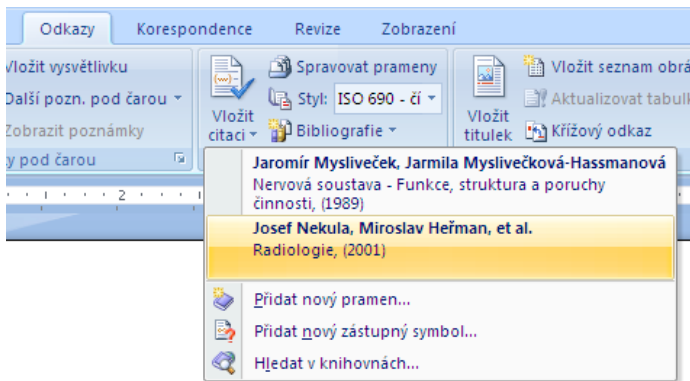 Odkazy Korespondence Revize Zobrazení
Vložit vysvětlivku
Další pozn. pod čarou
Zobrazit poznámky
y pod čarou
Vložit citaci
Spravovat prameny
Styl: ISO 690 - čí
Bibliografie
Vložit titulek
Vložit seznam obrá
Aktualizovat tabulk
Křížový odkaz
2
Jaromír Mysliveček, Jarmila Myslivečková-Hassmanová
Nervová soustava - Funkce, struktura a poruchy
činnosti, (1989)
Josef Nekula, Miroslav Heřman, et al.
Radiologie, (2001)
Přidat nový pramen...
Přidat nový zástupný symbol...
Hledat v knihovnách...